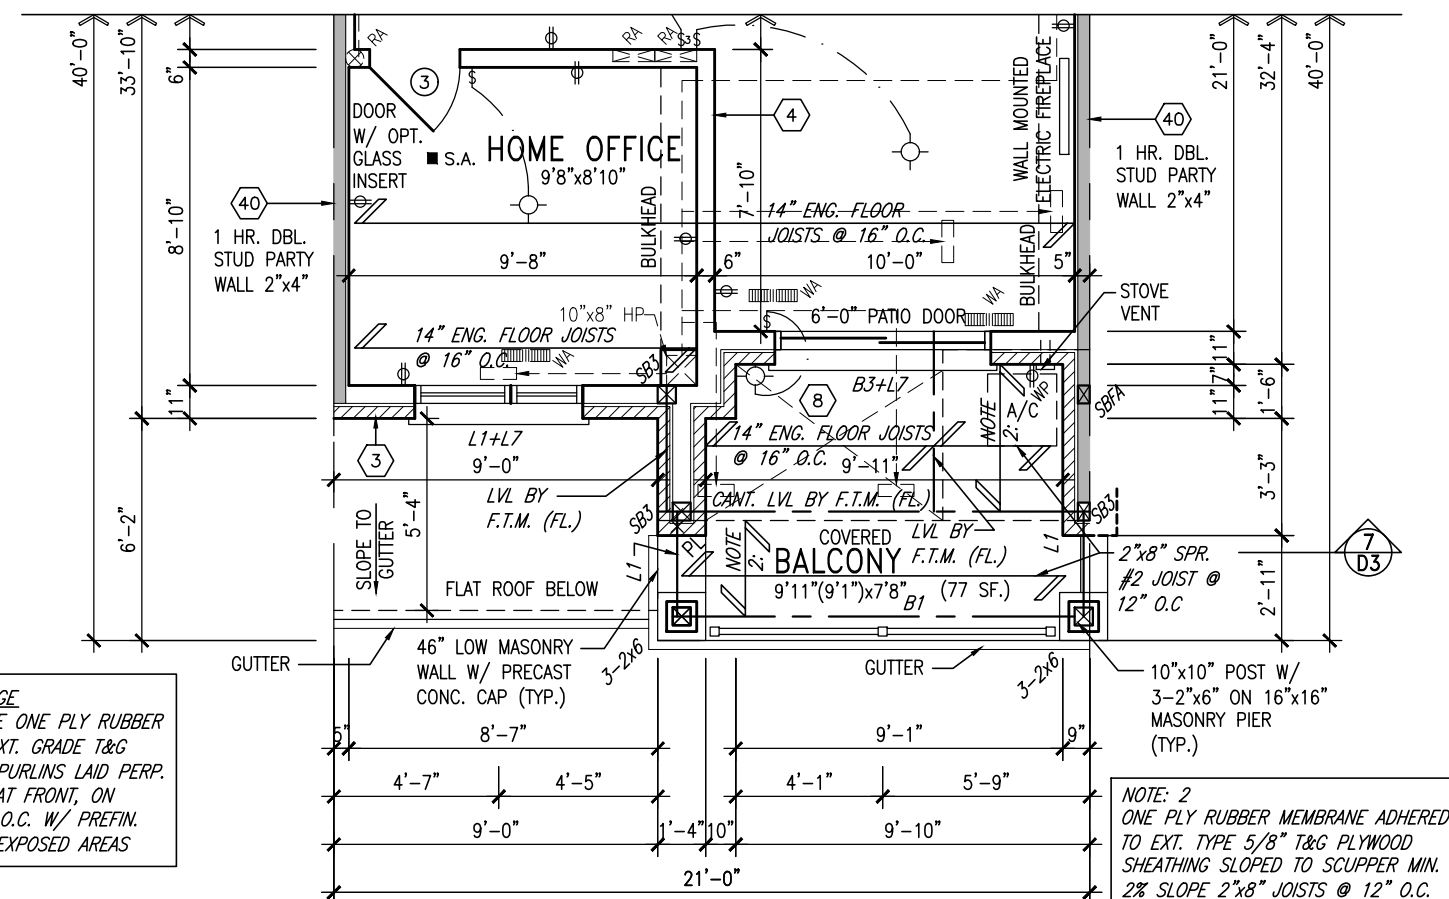 40'-0"
33'-10"
6"
8'-10"
11"
6'-2"
21'-0"
32'-4"
40'-0"
11"
11'-7"
1'-6"
3'-3"
2'-11"
RA
RA
RA
S₃S
S
3
DOOR
W/ OPT.
GLASS
INSERT
S.A.
HOME OFFICE
9'8"x8'10"
4
WALL MOUNTED
ELECTRIC FIREPLACE
40
1 HR. DBL.
STUD PARTY
WALL 2"x4"
40
1 HR. DBL.
STUD PARTY
WALL 2"x4"
BULKHEAD
7'-10"
14" ENG. FLOOR
JOISTS @ 16" O.C.
BULKHEAD
9'-8"
6"
10'-0"
5"
STOVE
VENT
10"x8" HP
WA
WA
S
6'-0" PATIO DOOR
14" ENG. FLOOR JOISTS
@ 16" O.C.
WA
SB3
B3+L7
8
WP
A/C
NOTE
2:
SBFA
L1+L7
3
9'-0"
14" ENG. FLOOR JOISTS
@ 16" O.C.
9'-11"
LVL BY
F.T.M. (FL.)
CANT. LVL BY F.T.M. (FL.)
SB3
SB3
5'-4"
SLOPE TO
GUTTER
FLAT ROOF BELOW
L1
PL
NOTE
2:
COVERED
BALCONY
9'11"(9'1")x7'8" (77 SF.)
LVL BY
F.T.M. (FL.)
L1
B1
2"x8" SPR.
#2 JOIST @
12" O.C
7
D3
GUTTER
46" LOW MASONRY
WALL W/ PRECAST
CONC. CAP (TYP.)
3-2x6
GUTTER
3-2x6
10"x10" POST W/
3-2"x6" ON 16"x16"
MASONRY PIER
(TYP.)
GE
E ONE PLY RUBBER
XT. GRADE T&G
PURLINS LAID PERP.
AT FRONT, ON
O.C. W/ PREFIN.
EXPOSED AREAS
5"
8'-7"
9'-1"
9"
4'-7"
4'-5"
4'-1"
5'-9"
9'-0"
1'-4"
10"
9'-10"
21'-0"
NOTE: 2
ONE PLY RUBBER MEMBRANE ADHERED
TO EXT. TYPE 5/8" T&G PLYWOOD
SHEATHING SLOPED TO SCUPPER MIN.
2% SLOPE 2"x8" JOISTS @ 12" O.C.